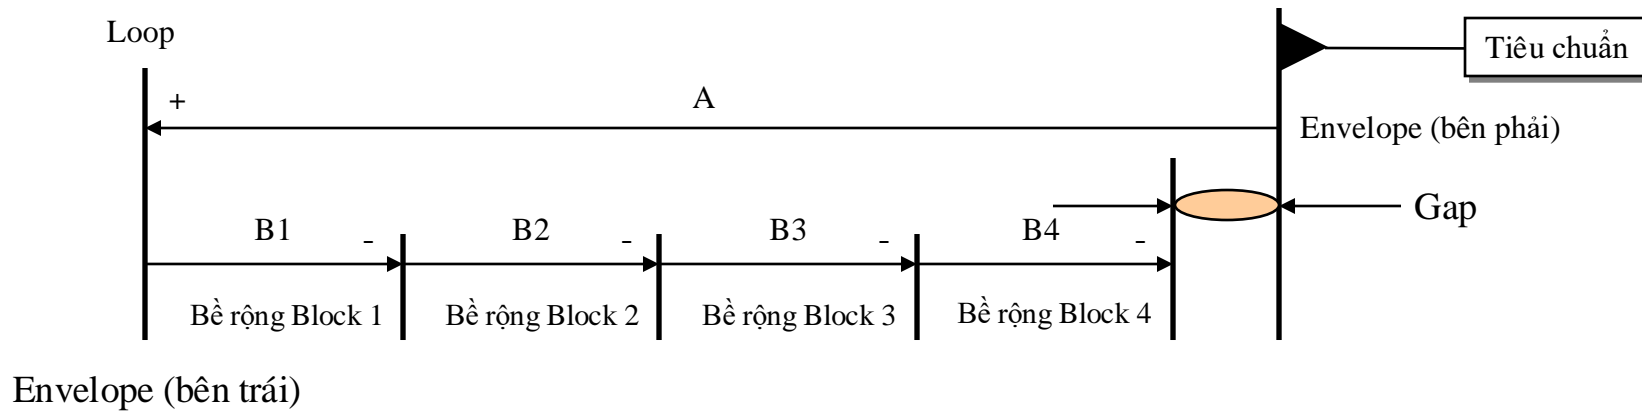 Loop
Tiêu chuẩn
+
A
Envelope (bên phải)
Gap
B1
-
B2
-
B3
-
B4
-
Bề rộng Block 1
Bề rộng Block 2
Bề rộng Block 3
Bề rộng Block 4
Envelope (bên trái)